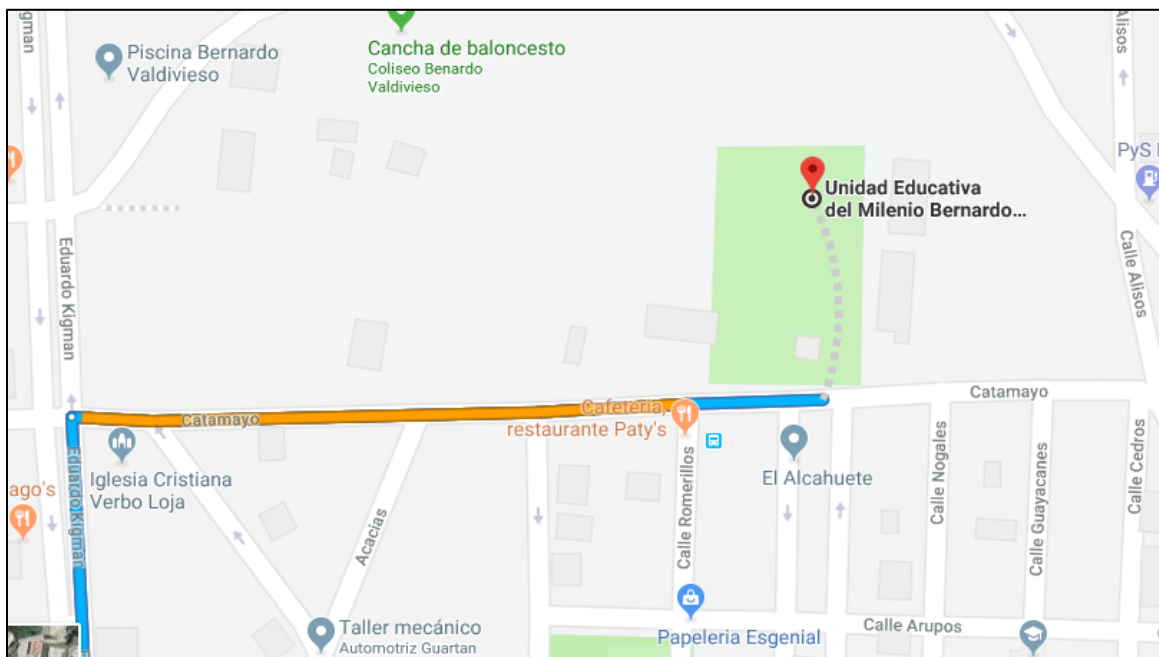 Kigman
Piscina Bernardo
Valdivieso
Cancha de baloncesto
Coliseo Benardo
Valdivieso
Alisos
PyS
Unidad Educativa
del Milenio Bernardo...
Eduardo Kigman
Calle Alisos
Catamayo
Catamayo
Cafeteria,
restaurante Paty's
Iglesia Cristiana
Verbo Loja
ago's
Eduardo Kigman
Acacias
Calle Romerillos
El Alcahuete
Calle Nogales
Calle Guayacanes
Calle Cedros
Taller mecánico
Automotriz Guartan
Papeleria Esgenial
Calle Arupos